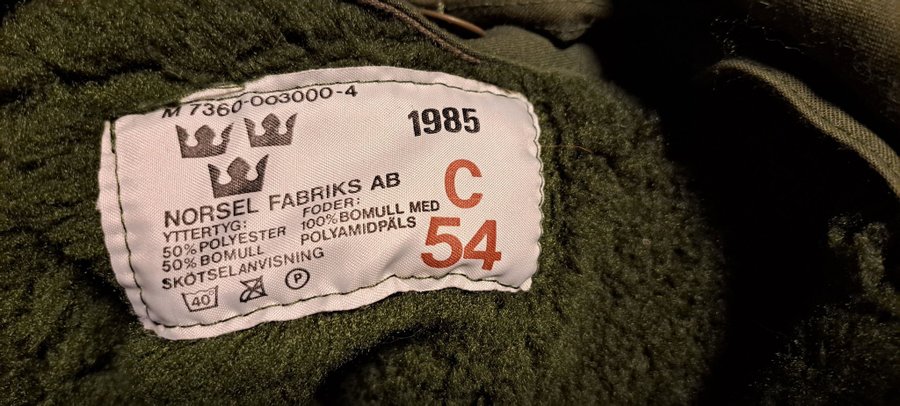 M 7360-003000-4
1985
NORSEL FABRIKS AB
C
YTTERTYG:
50% POLYESTER
50% BOMULL
FODER:
100% BOMULL MED
POLYAMIDPÄLS
54
SKÖTSELANVISNING
40
P